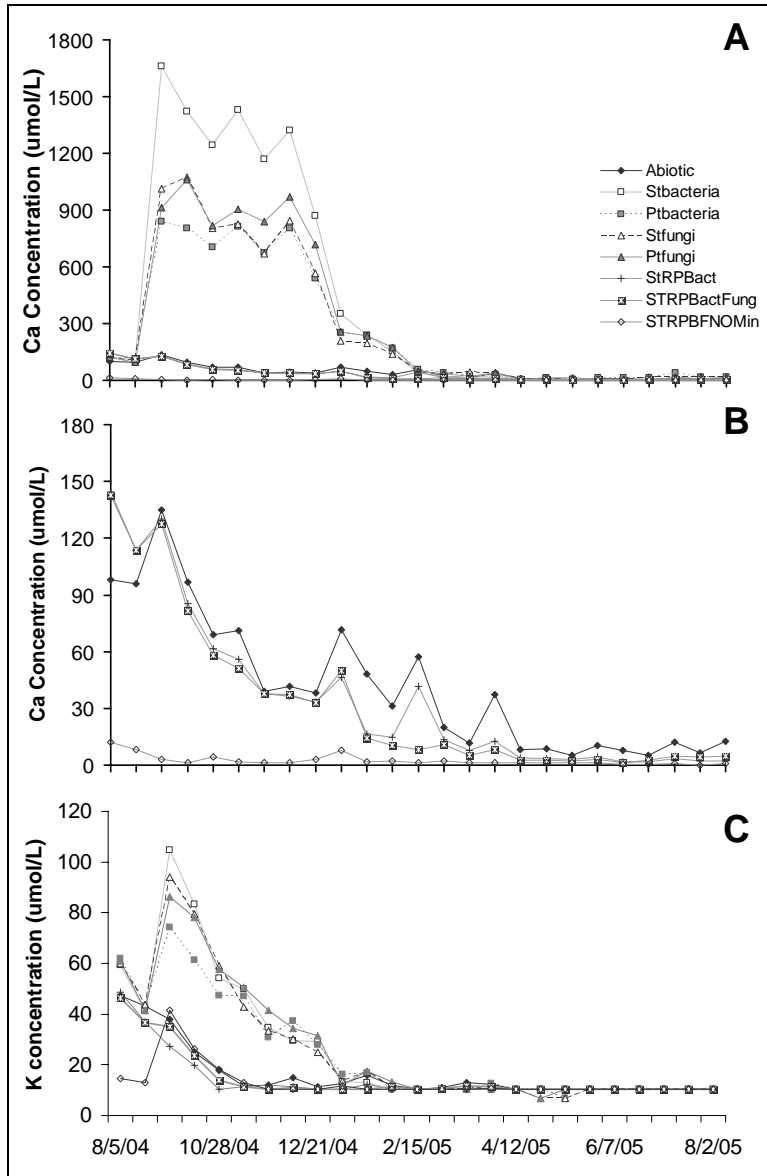 A
Ca Concentration (umol/L)
1800
1500
1200
900
600
300
0
Abiotic
Stbacteria
Ptbacteria
Stfungi
Ptfungi
StRPBact
STRPBactFung
STRPBFNOMin
B
Ca Concentration (umol/L)
180
150
120
90
60
30
0
C
K concentration (umol/L)
120
100
80
60
40
20
0
8/5/04 10/28/04 12/21/04 2/15/05 4/12/05 6/7/05 8/2/05